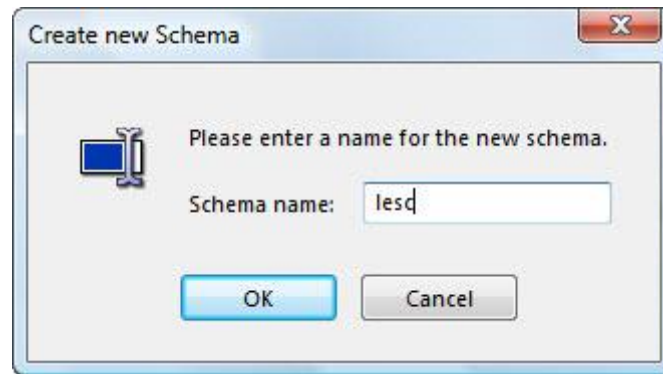 Create new Schema
Please enter a name for the new schema.
Schema name: lesc
OK Cancel